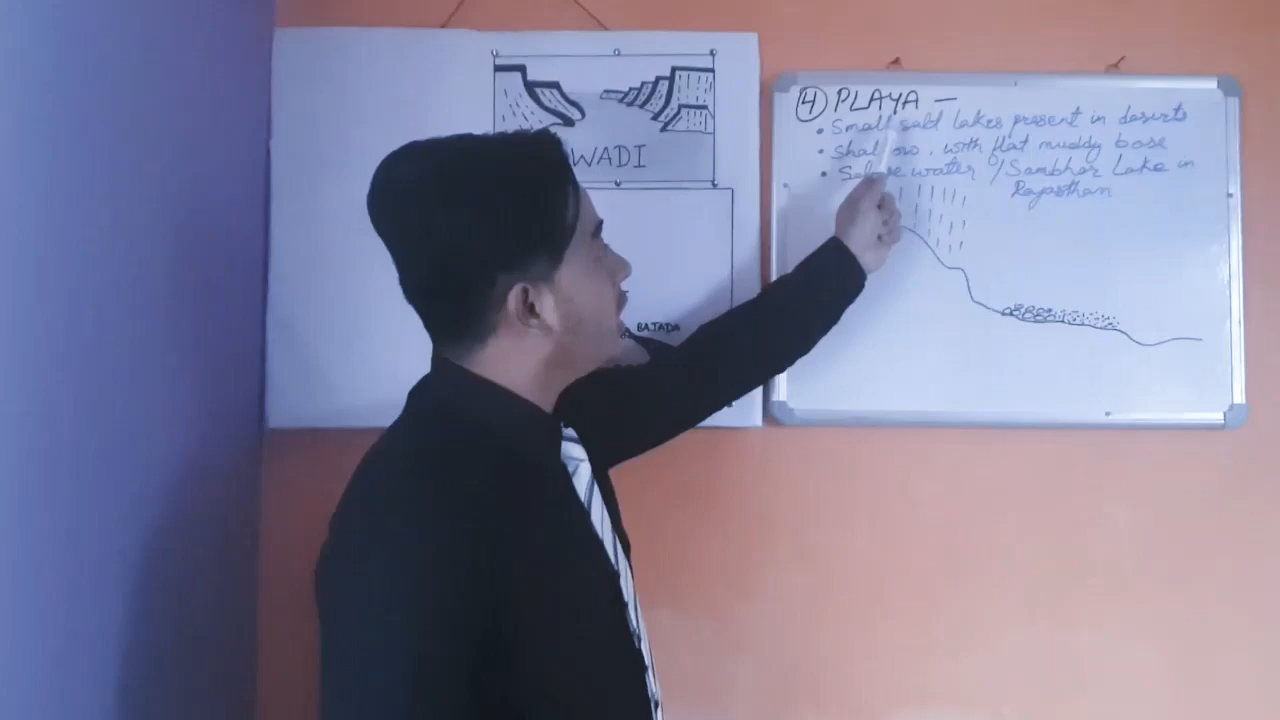 WADI
BAJADA
④ PLAYA —
• Small salt lakes present in deserts
• Shallow, with flat muddy base
• Saline water / Sambhar Lake in
Rajasthan